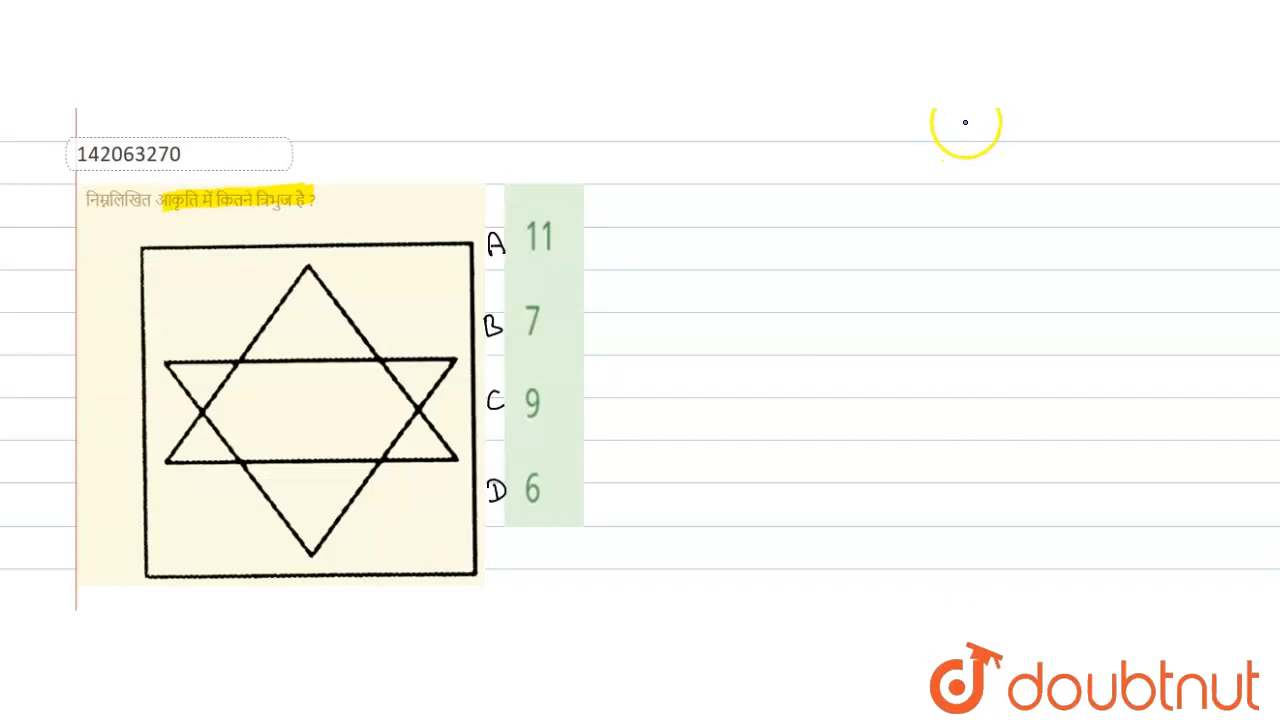 142063270
निम्नलिखित आकृति में कितने त्रिभुज है ?
A 11
B 7
C 9
D 6
doubtnut